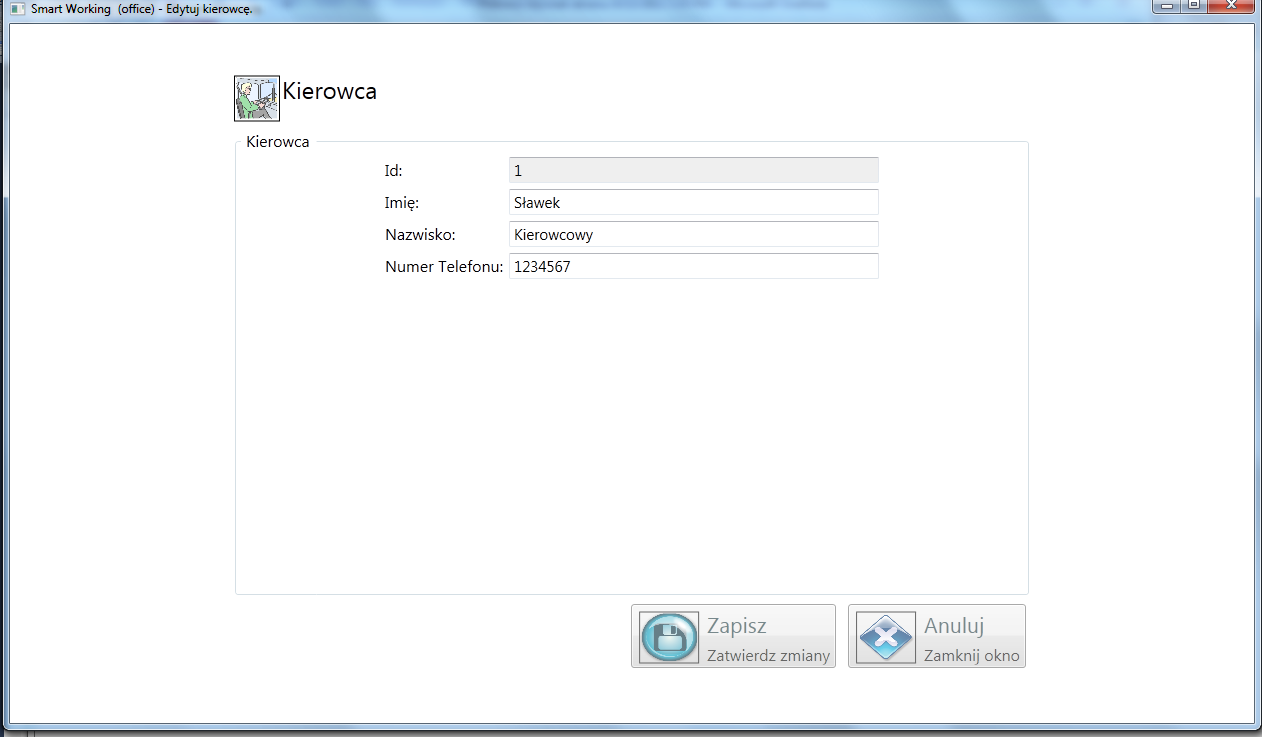 Smart Working (office) - Edytuj kierowcę.
Kierowca
Kierowca
Id: 1
Imię: Sławek
Nazwisko: Kierowcowy
Numer Telefonu: 1234567
Zapisz
Zatwierdz zmiany
Anuluj
Zamknij okno